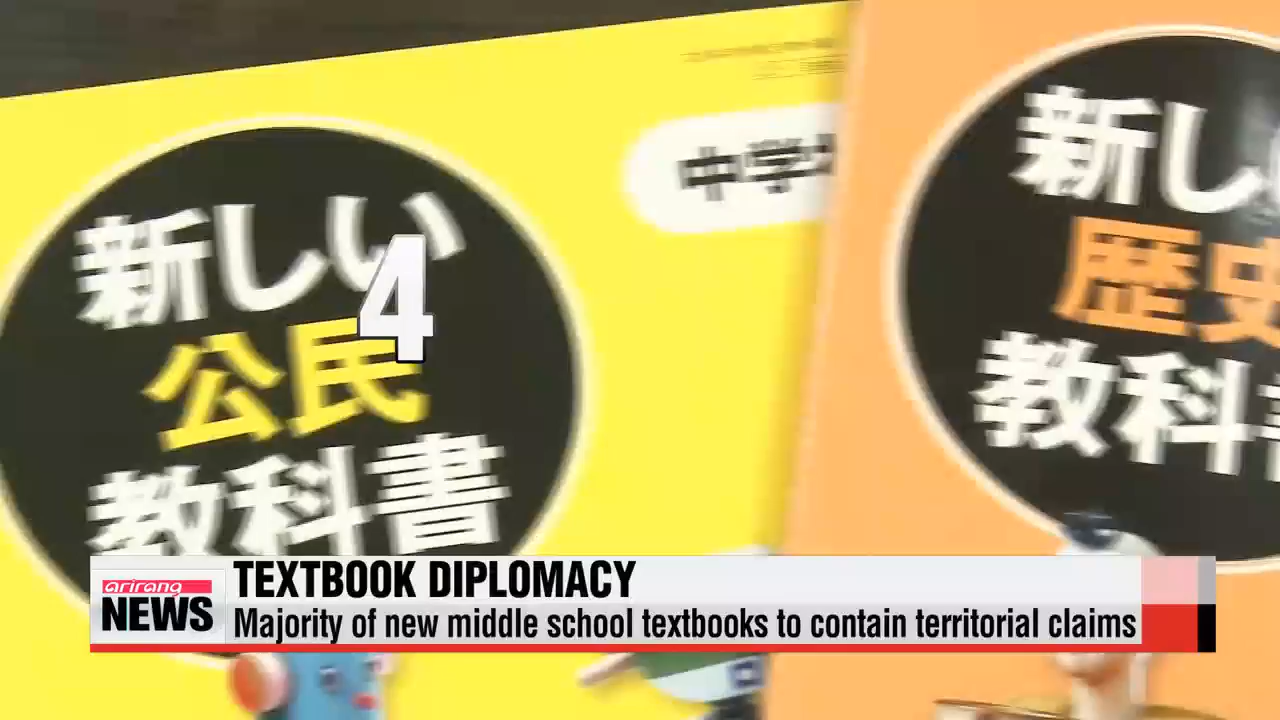 新しい
公民
教科書
中学
新し
歴史
教科書
4
arirang
NEWS
TEXTBOOK DIPLOMACY
Majority of new middle school textbooks to contain territorial claims